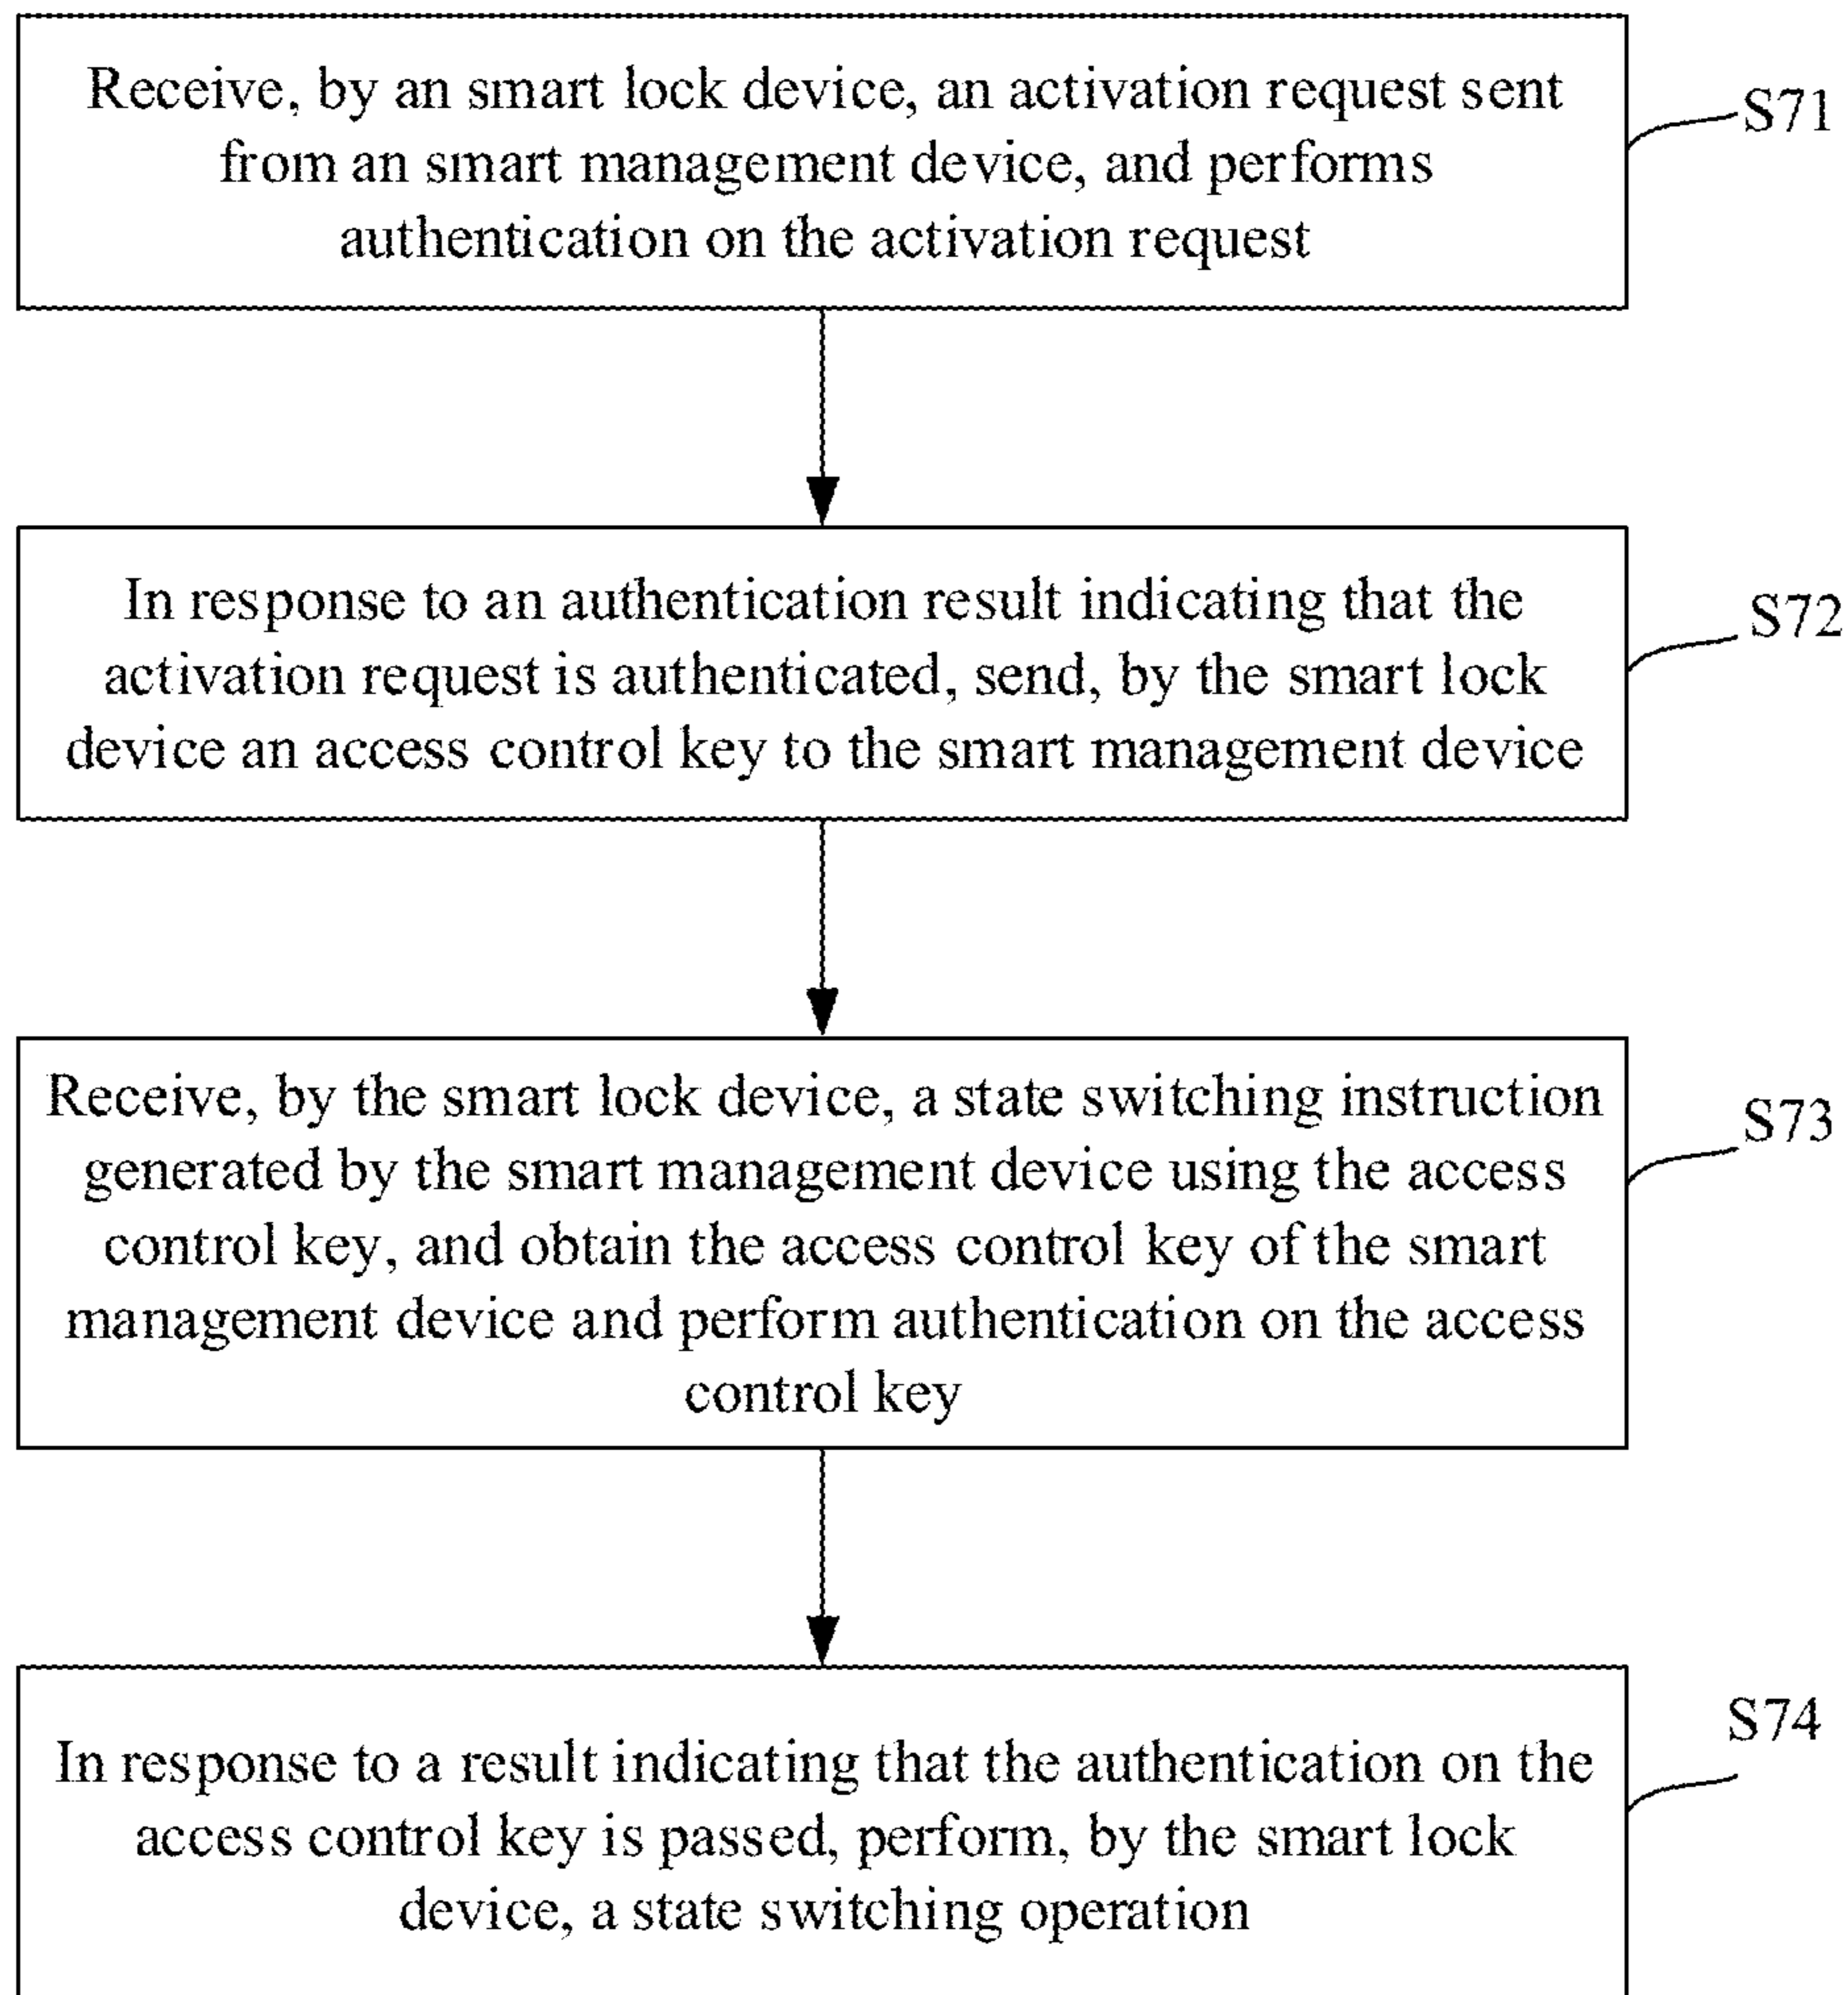 Receive, by an smart lock device, an activation request sent
from an smart management device, and performs
authentication on the activation request
S71
In response to an authentication result indicating that the
activation request is authenticated, send, by the smart lock
device an access control key to the smart management device
S72
Receive, by the smart lock device, a state switching instruction
generated by the smart management device using the access
control key, and obtain the access control key of the smart
management device and perform authentication on the access
control key
S73
In response to a result indicating that the authentication on the
access control key is passed, perform, by the smart lock
device, a state switching operation
S74